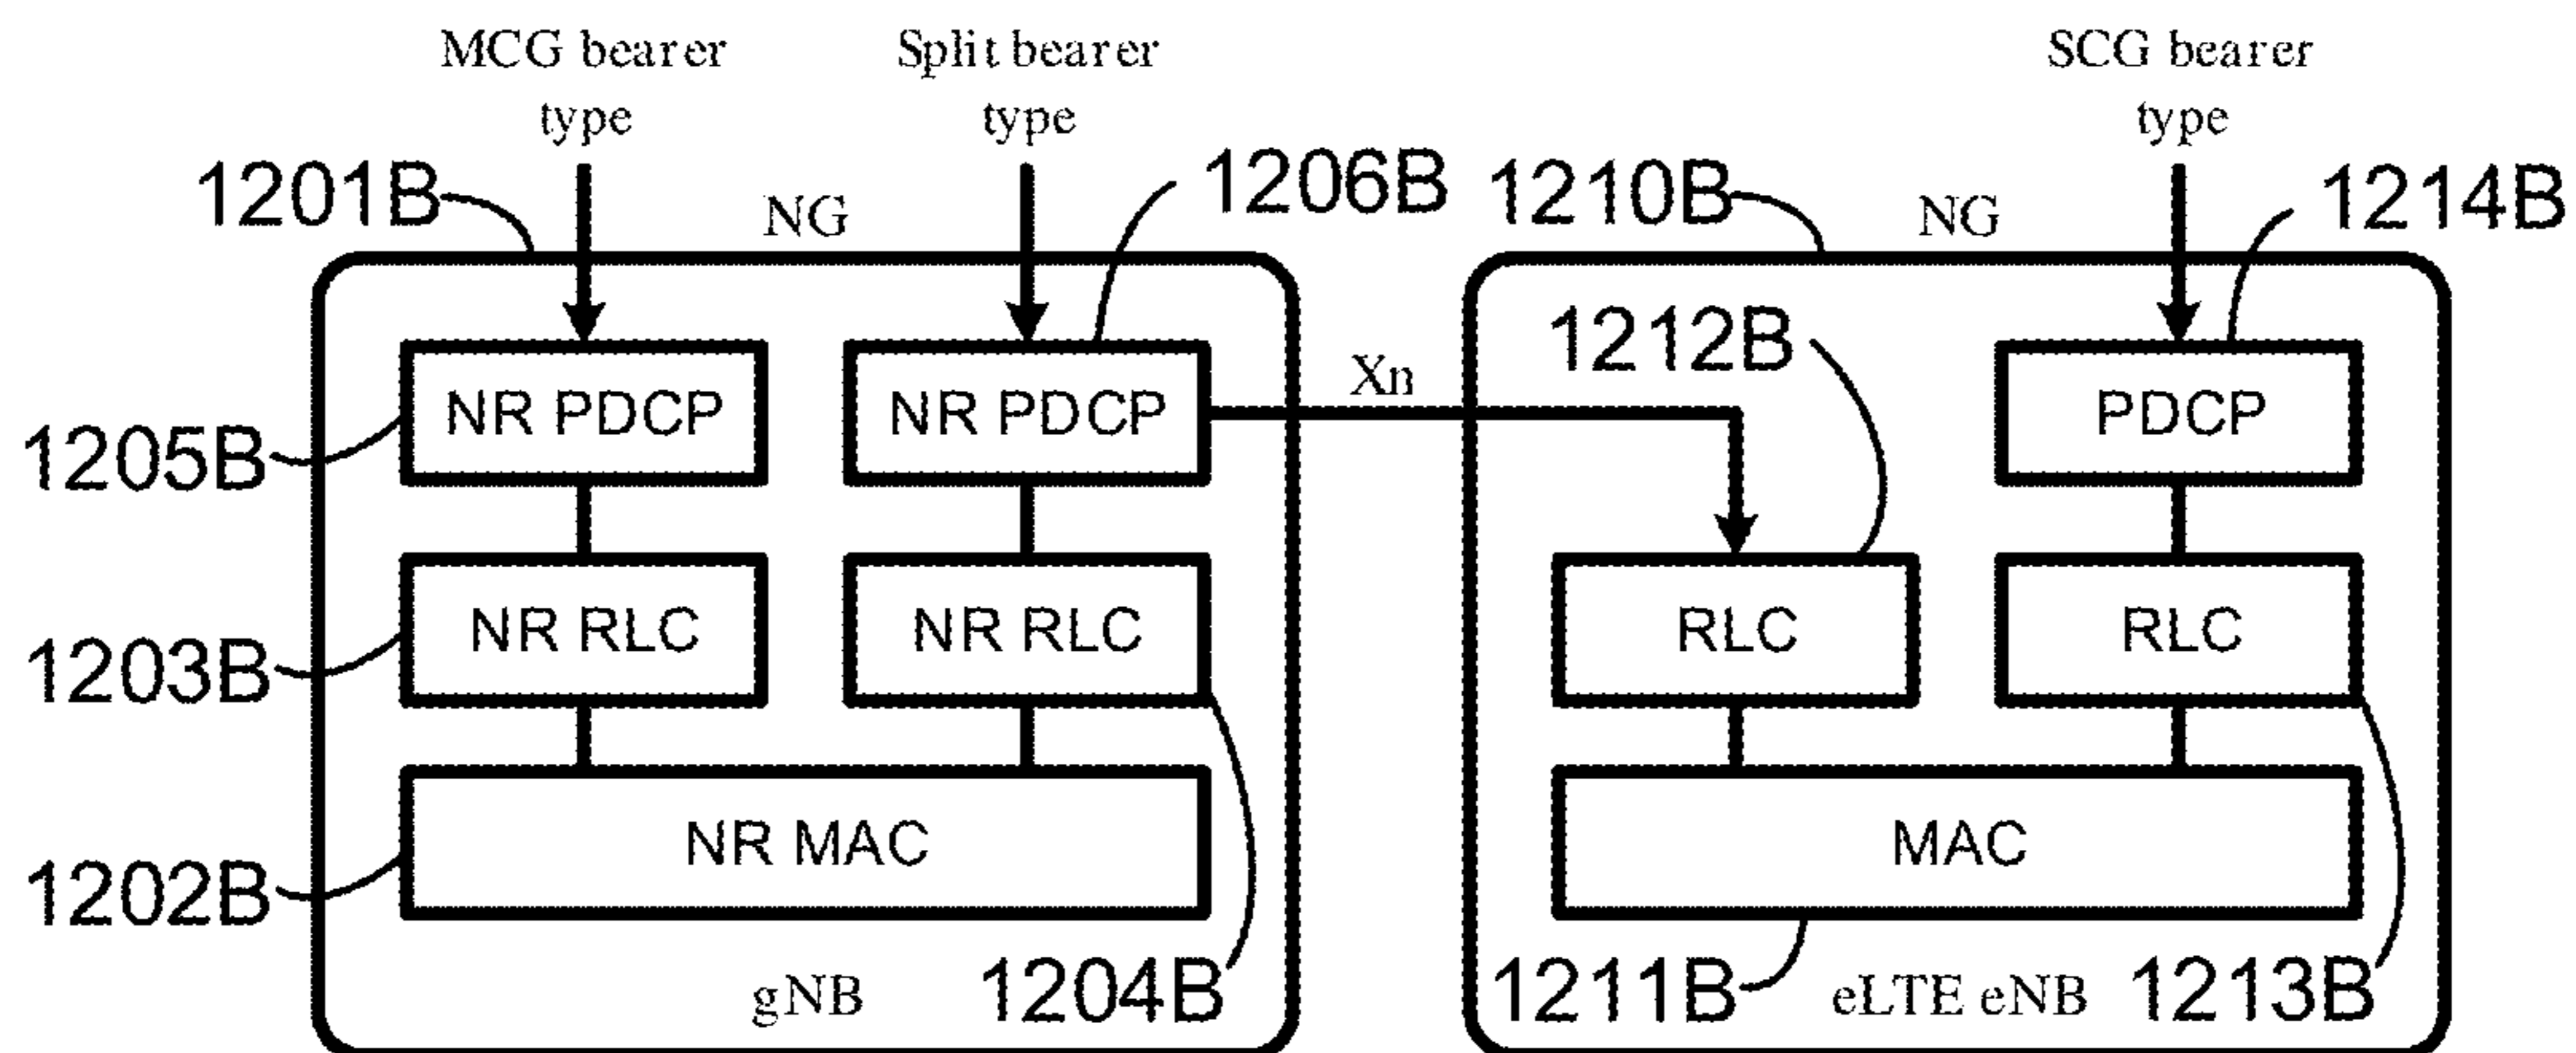 MCG bearer
type
Split bearer
type
SCG bearer
type
1201B
NG
1206B
1210B
NG
1214B
1212B
Xn
NR PDCP
NR PDCP
PDCP
1205B
NR RLC
NR RLC
RLC
RLC
1203B
NR MAC
MAC
1202B
gNB
1204B
1211B
eLTE eNB
1213B